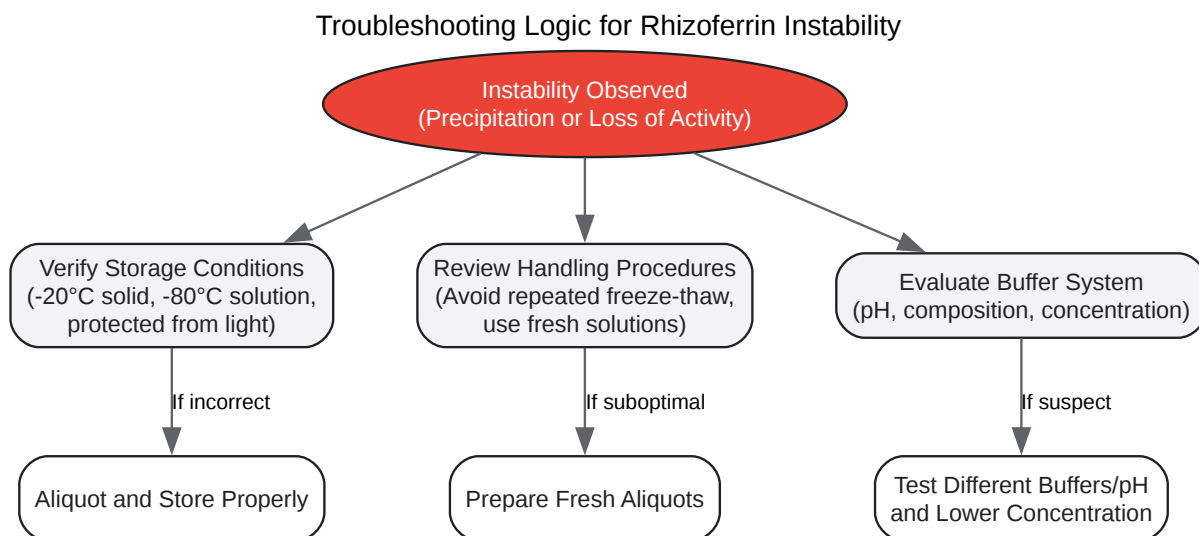 Troubleshooting Logic for Rhizoferrin Instability
Instability Observed
(Precipitation or Loss of Activity)
Verify Storage Conditions
(-20°C solid, -80°C solution,
protected from light)
Review Handling Procedures
(Avoid repeated freeze-thaw,
use fresh solutions)
Evaluate Buffer System
(pH, composition, concentration)
If incorrect
If suboptimal
If suspect
Aliquot and Store Properly
Prepare Fresh Aliquots
Test Different Buffers/pH
and Lower Concentration